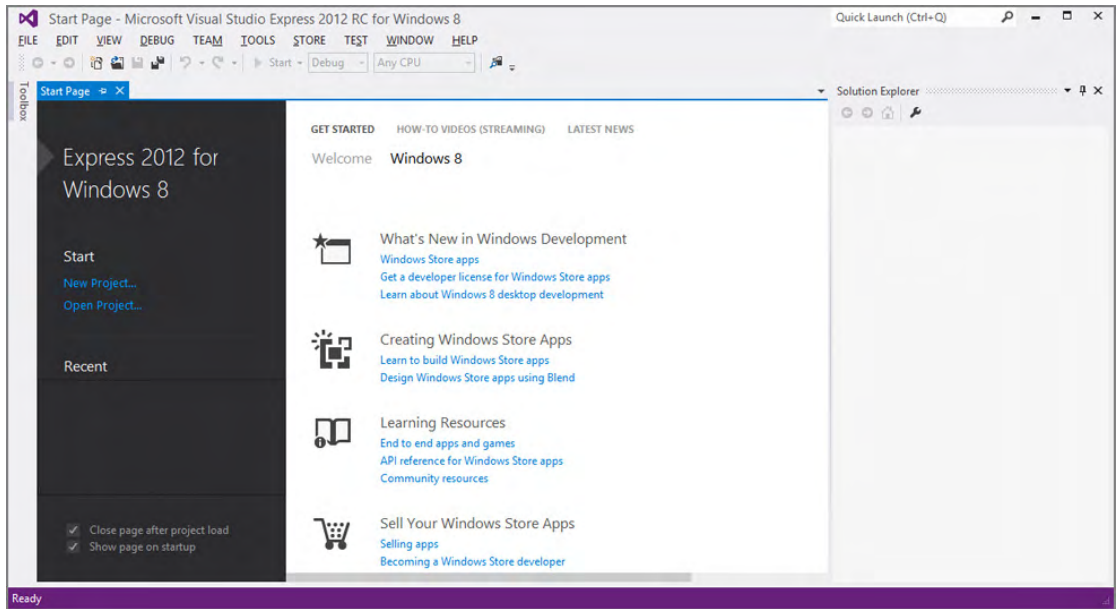 Start Page - Microsoft Visual Studio Express 2012 RC for Windows 8
Quick Launch (Ctrl+Q)
FILE EDIT VIEW DEBUG TEAM TOOLS STORE TEST WINDOW HELP
Start Debug Any CPU
Toolbox
Start Page
Solution Explorer
Express 2012 for
Windows 8
Start
New Project...
Open Project...
Recent
Close page after project load
Show page on startup
GET STARTED HOW-TO VIDEOS (STREAMING) LATEST NEWS
Welcome Windows 8
What's New in Windows Development
Windows Store apps
Get a developer license for Windows Store apps
Learn about Windows 8 desktop development
Creating Windows Store Apps
Learn to build Windows Store apps
Design Windows Store apps using Blend
Learning Resources
End to end apps and games
API reference for Windows Store apps
Community resources
Sell Your Windows Store Apps
Selling apps
Becoming a Windows Store developer
Ready